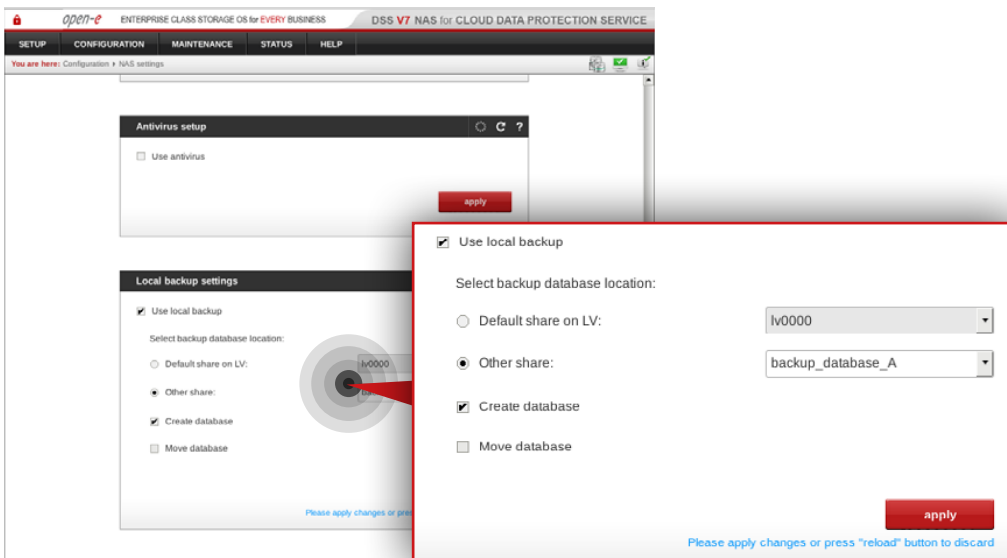 open-e ENTERPRISE CLASS STORAGE OS for EVERY BUSINESS DSS V7 NAS for CLOUD DATA PROTECTION SERVICE
SETUP CONFIGURATION MAINTENANCE STATUS HELP
You are here: Configuration NAS settings
Antivirus setup ?
Use antivirus
apply
Local backup settings
Use local backup
Select backup database location:
Default share on LV: lv0000
Other share:
Create database
Move database
Please apply changes or
Use local backup
Select backup database location:
Default share on LV: lv0000
Other share: backup_database_A
Create database
Move database
apply
Please apply changes or press "reload" button to discard